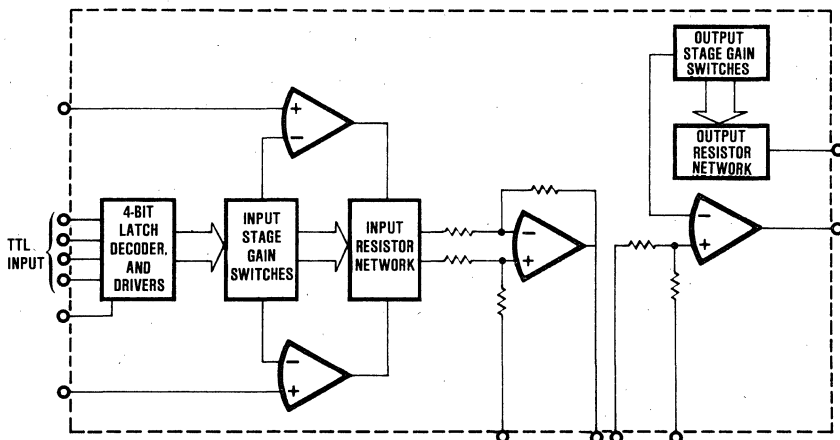 OUTPUT
STAGE GAIN
SWITCHES
OUTPUT
RESISTOR
NETWORK
+
−
4-BIT
LATCH
DECODER,
AND
DRIVERS
INPUT
STAGE
GAIN
SWITCHES
INPUT
RESISTOR
NETWORK
−
+
−
+
TTL
INPUT
−
+